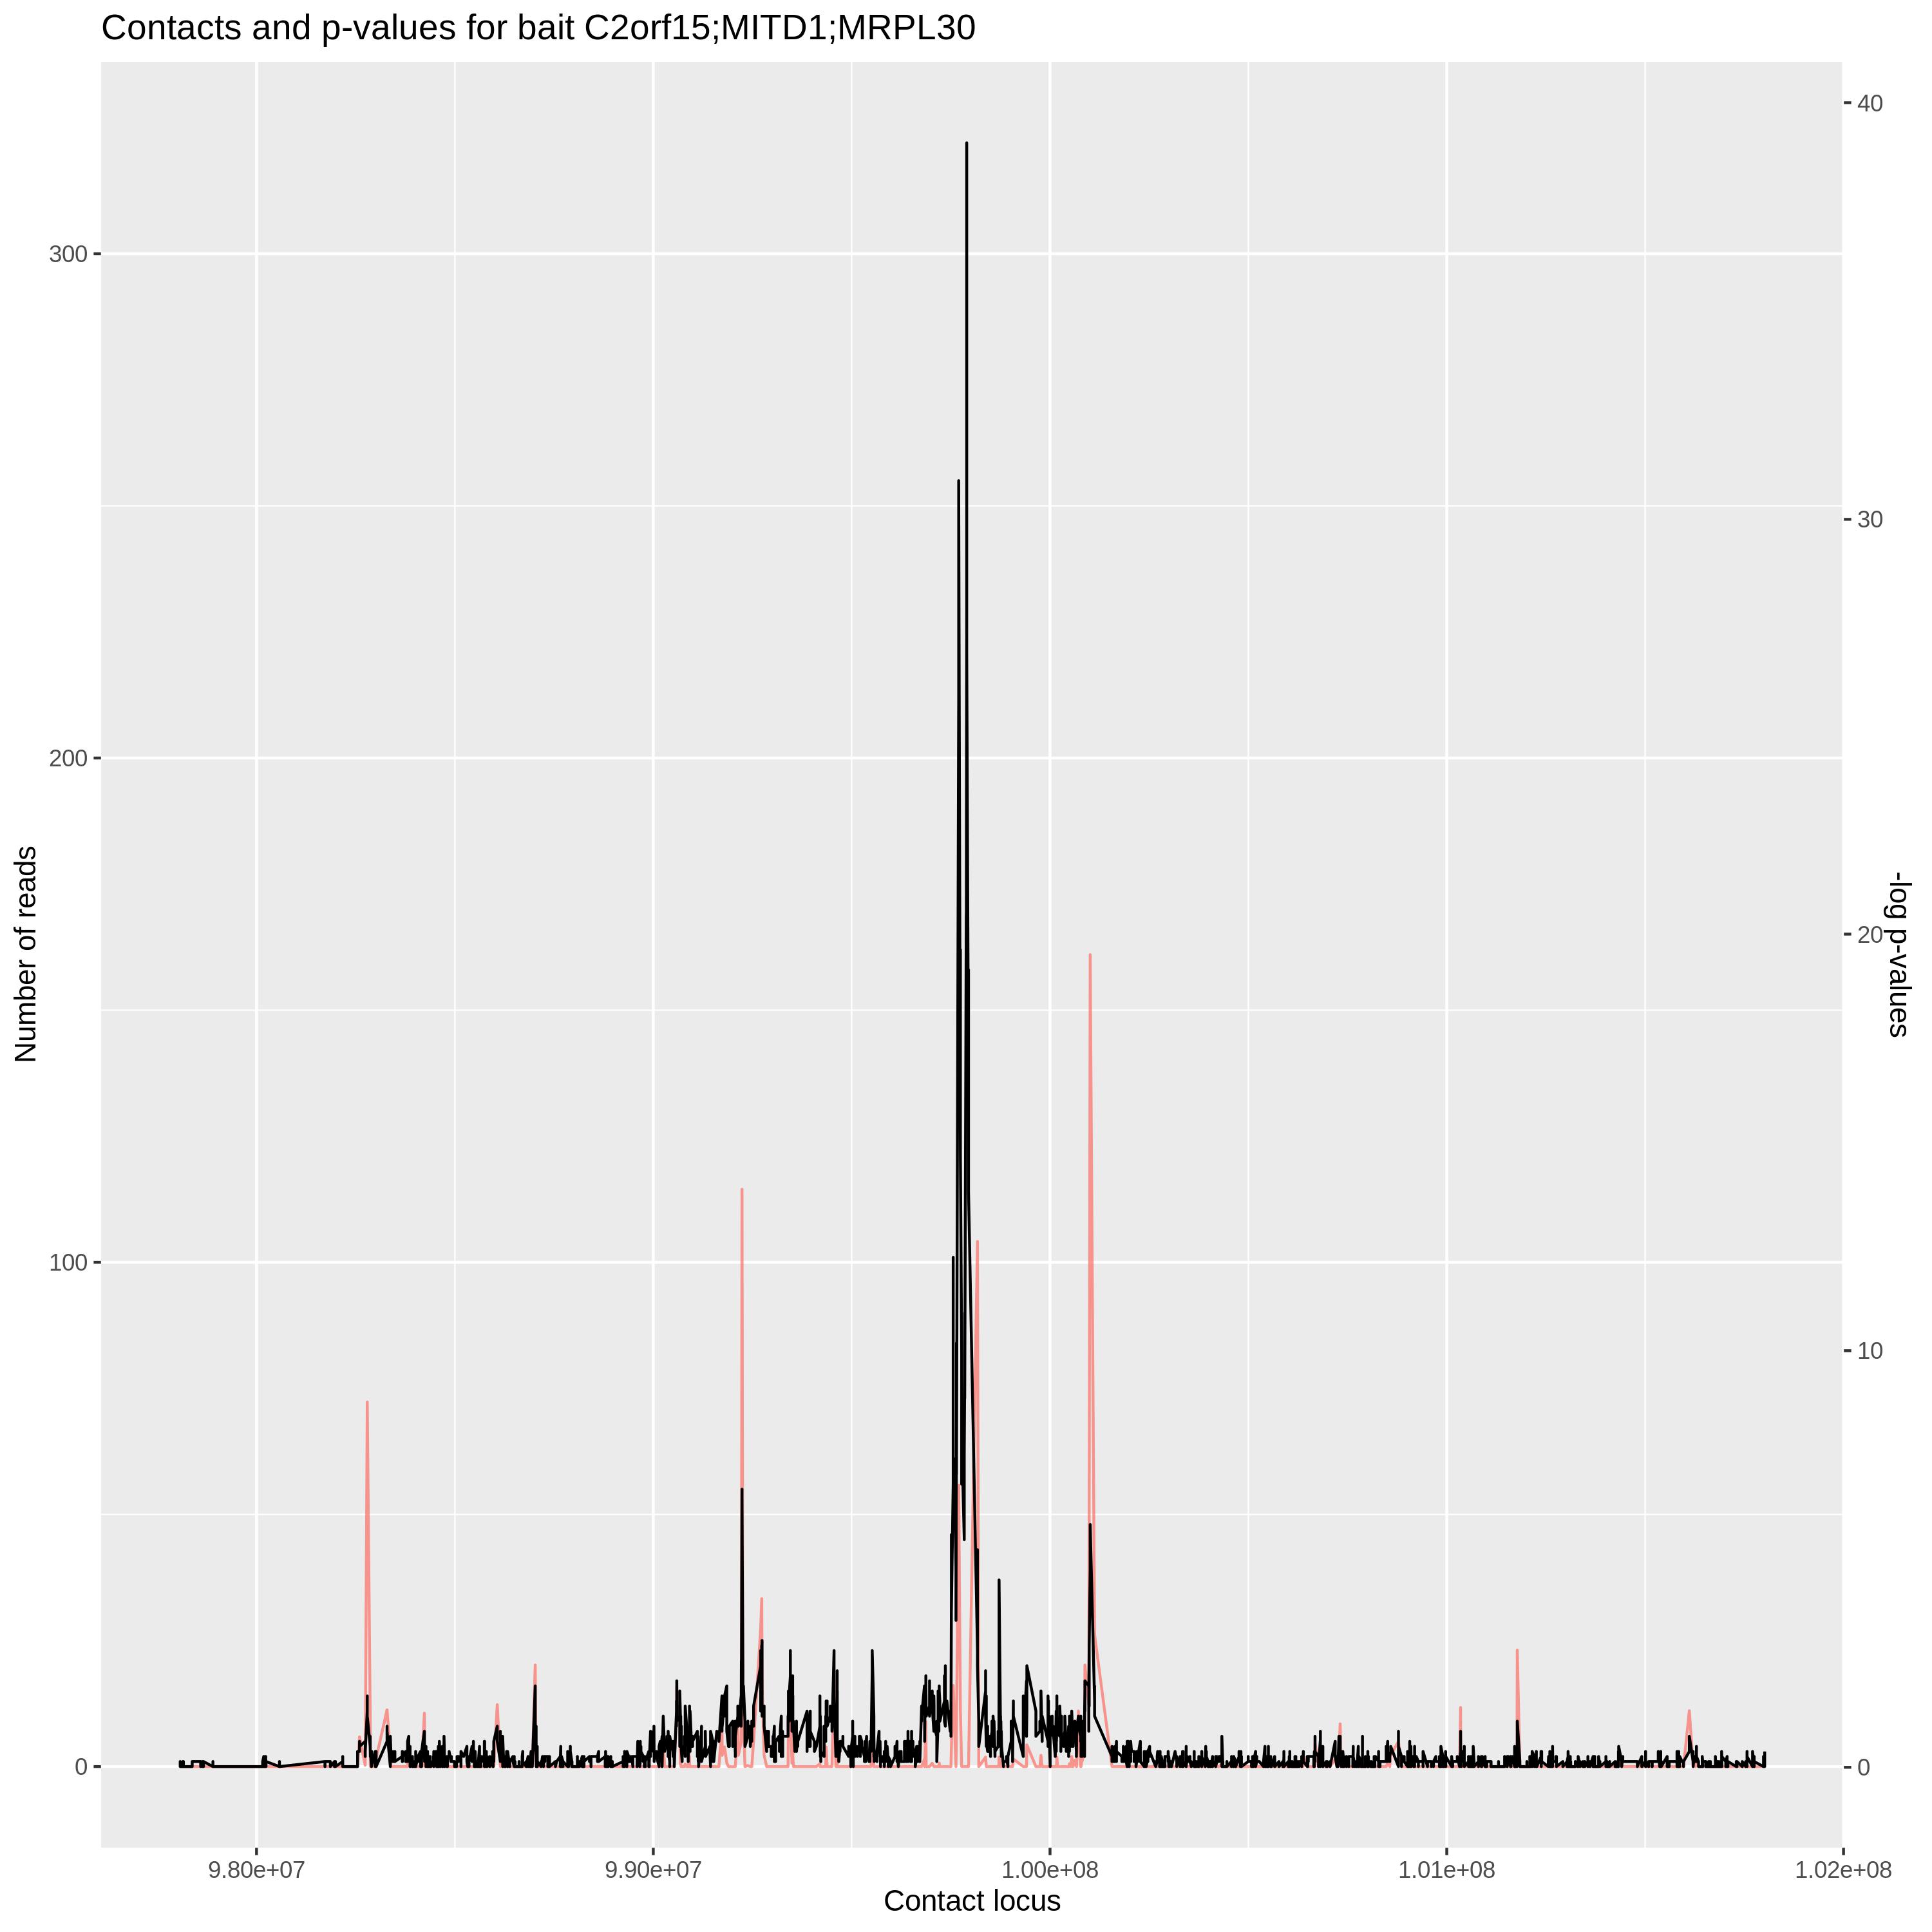 Contacts and p-values for bait C2orf15;MITD1;MRPL30
40
300
30
200
Number of reads
20
-log p-values
100
10
0
0
9.80e+07
9.90e+07
1.00e+08
1.01e+08
1.02e+08
Contact locus